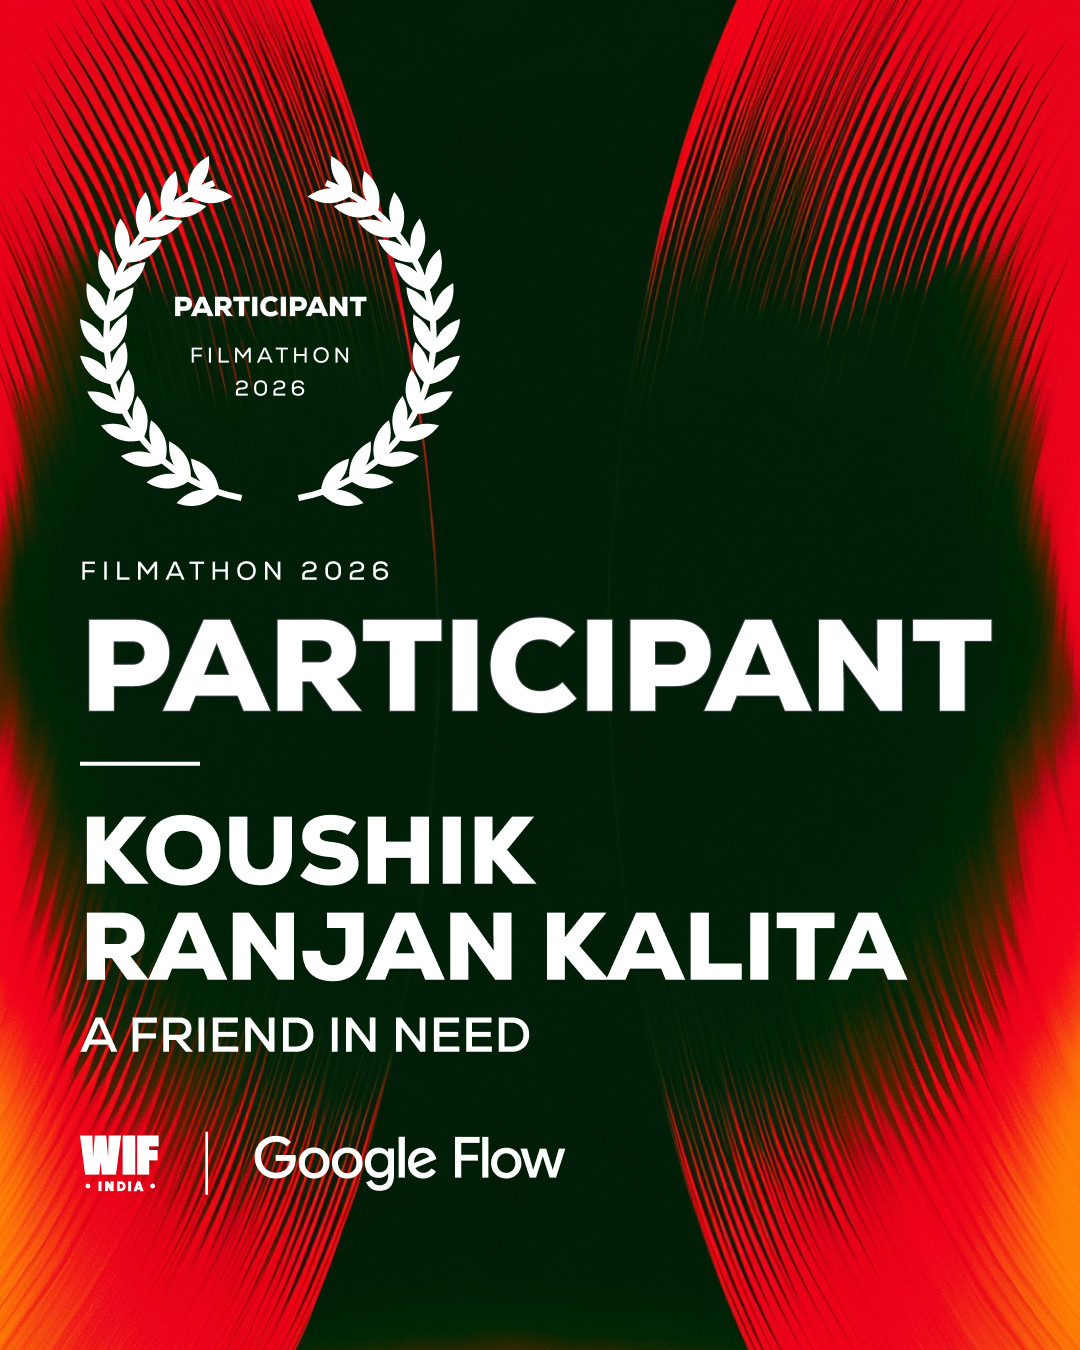 PARTICIPANT
FILMATHON
2026
FILMATHON 2026
PARTICIPANT
KOUSHIK
RANJAN KALITA
A FRIEND IN NEED
WIF
• INDIA •
Google Flow